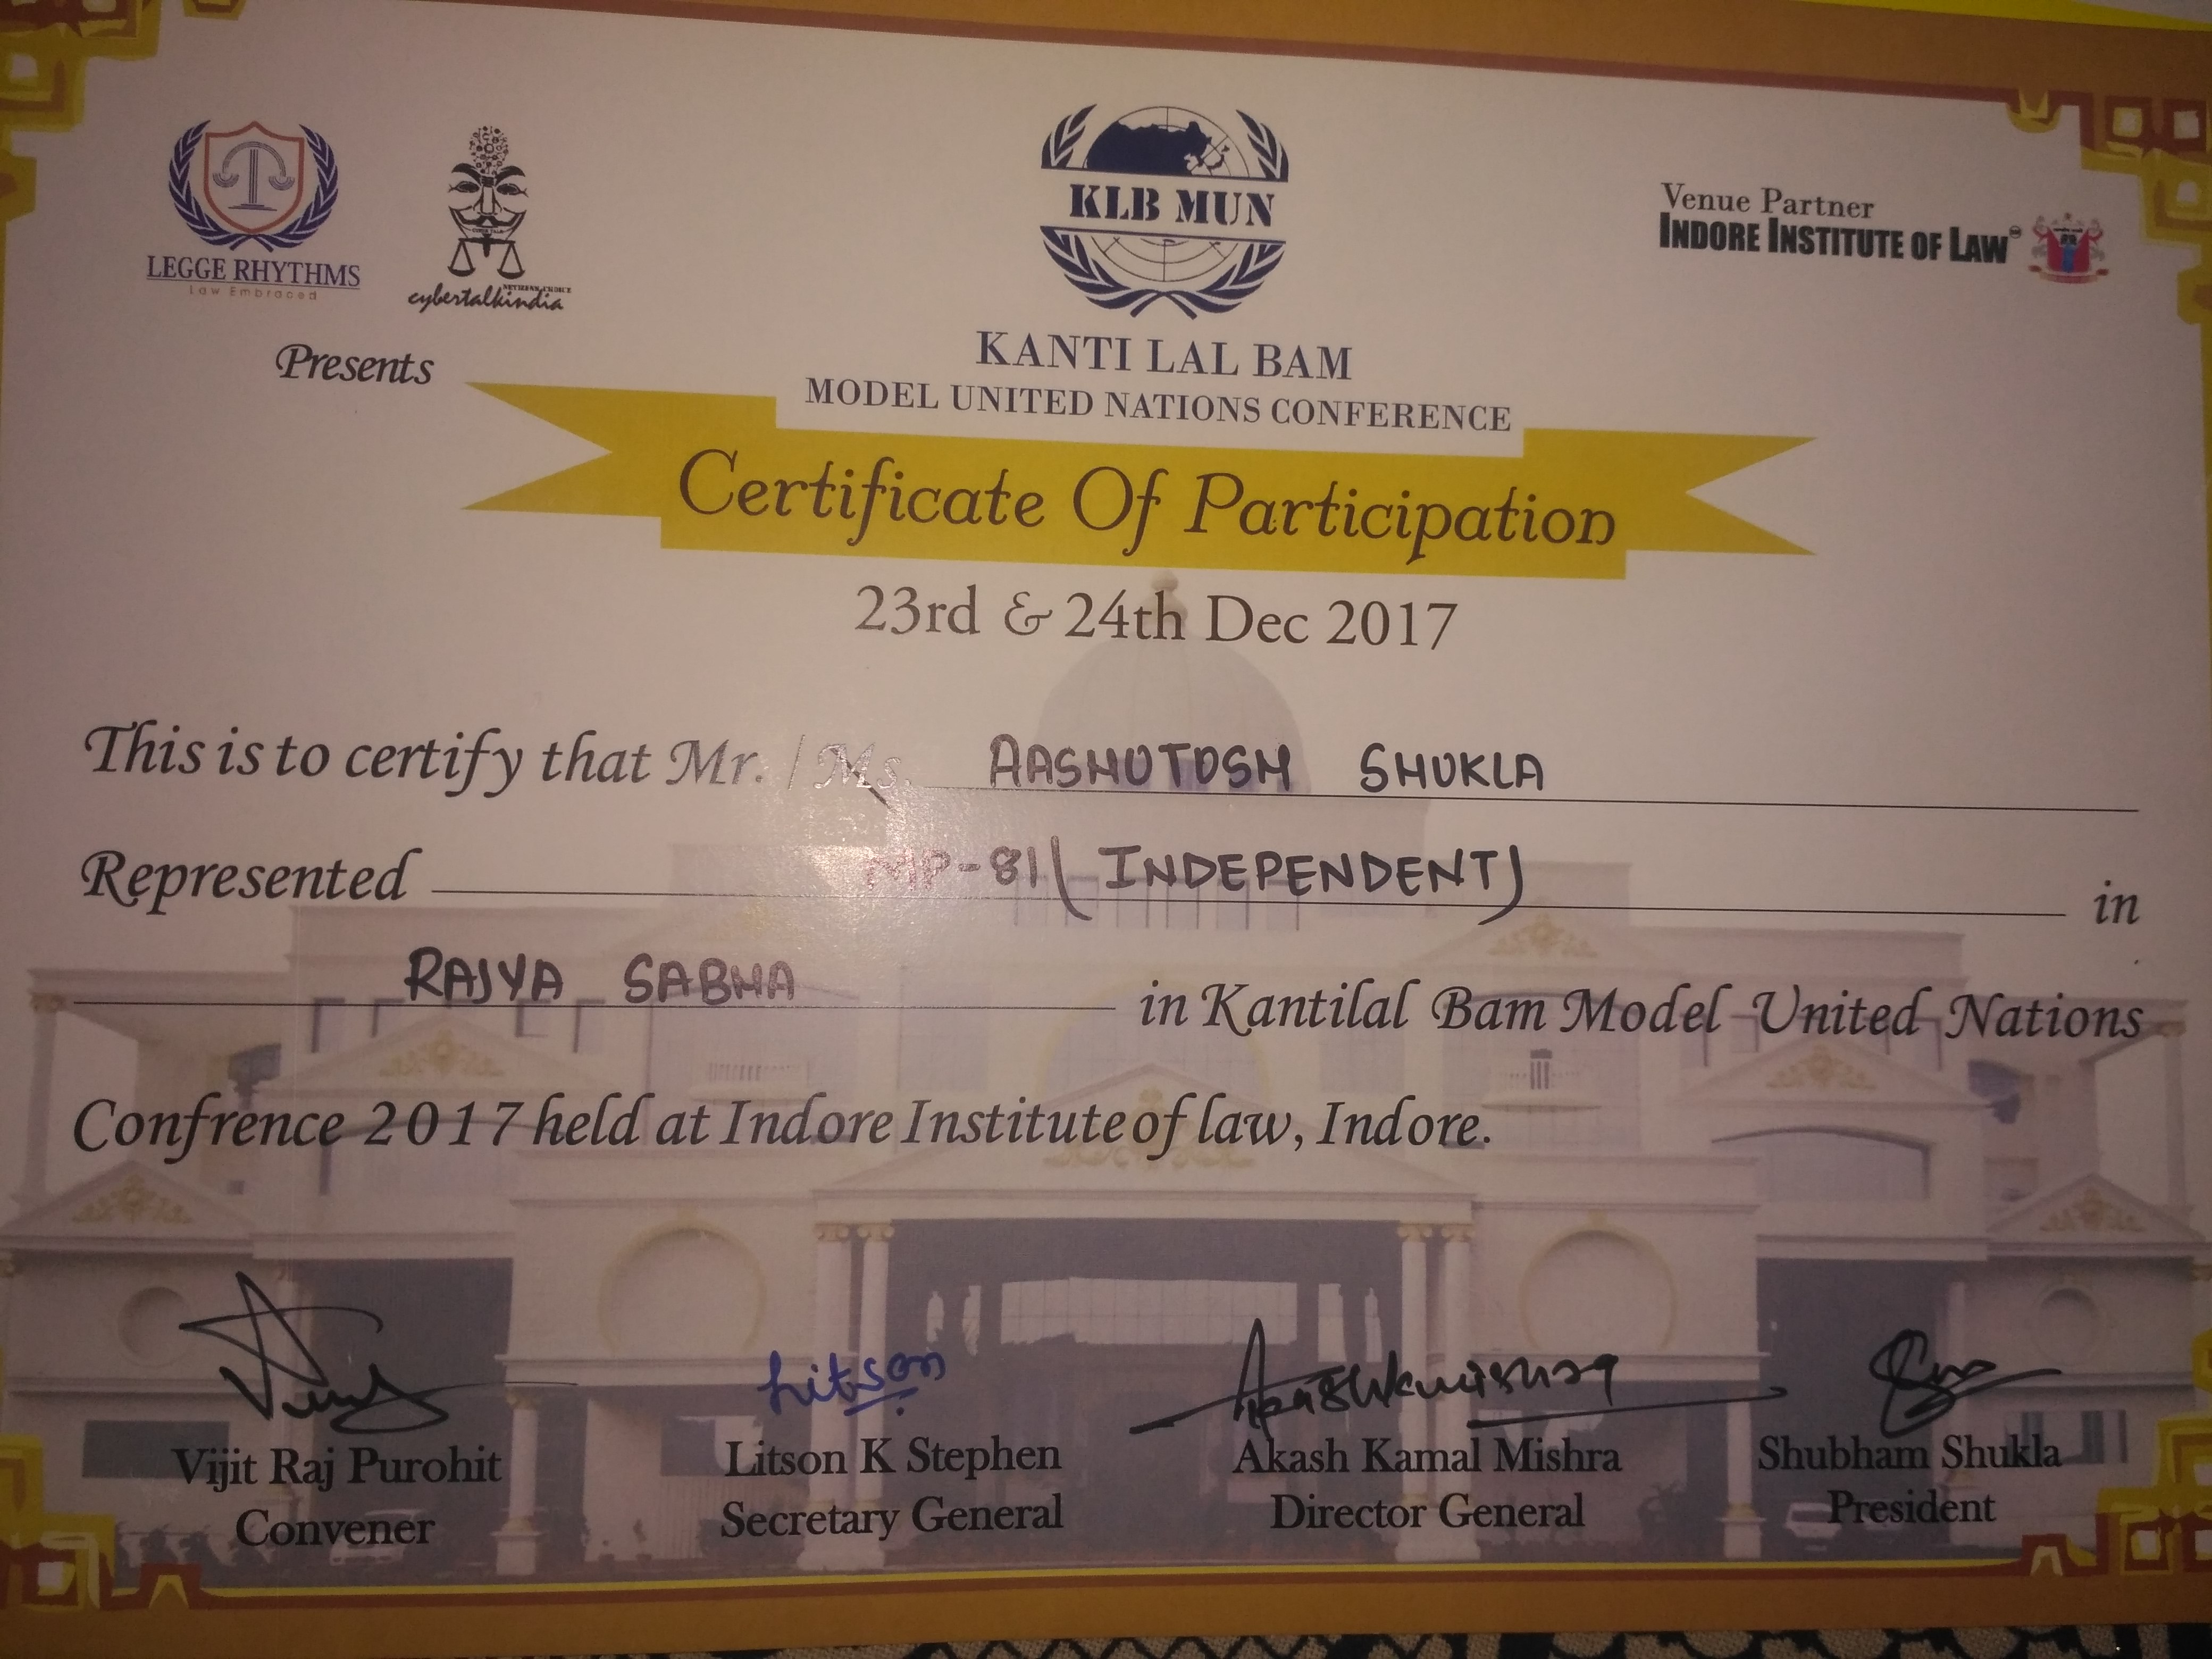 LEGGE RHYTHMS
Law Embraced
NETIZENS CHOICE
cybertalkindia
Presents
KLB MUN
KANTI LAL BAM
MODEL UNITED NATIONS CONFERENCE
Venue Partner
INDORE INSTITUTE OF LAW
Certificate Of Participation
23rd & 24th Dec 2017
This is to certify that Mr. / Ms. AASHUTOSH SHUKLA
Represented MP-81 (INDEPENDENT) in
RAJYA SABHA in Kantilal Bam Model United Nations
Confrence 2017 held at Indore Institute of law, Indore.
Litson
Akashkmishra
Vijit Raj Purohit
Convener
Litson K Stephen
Secretary General
Akash Kamal Mishra
Director General
Shubham Shukla
President